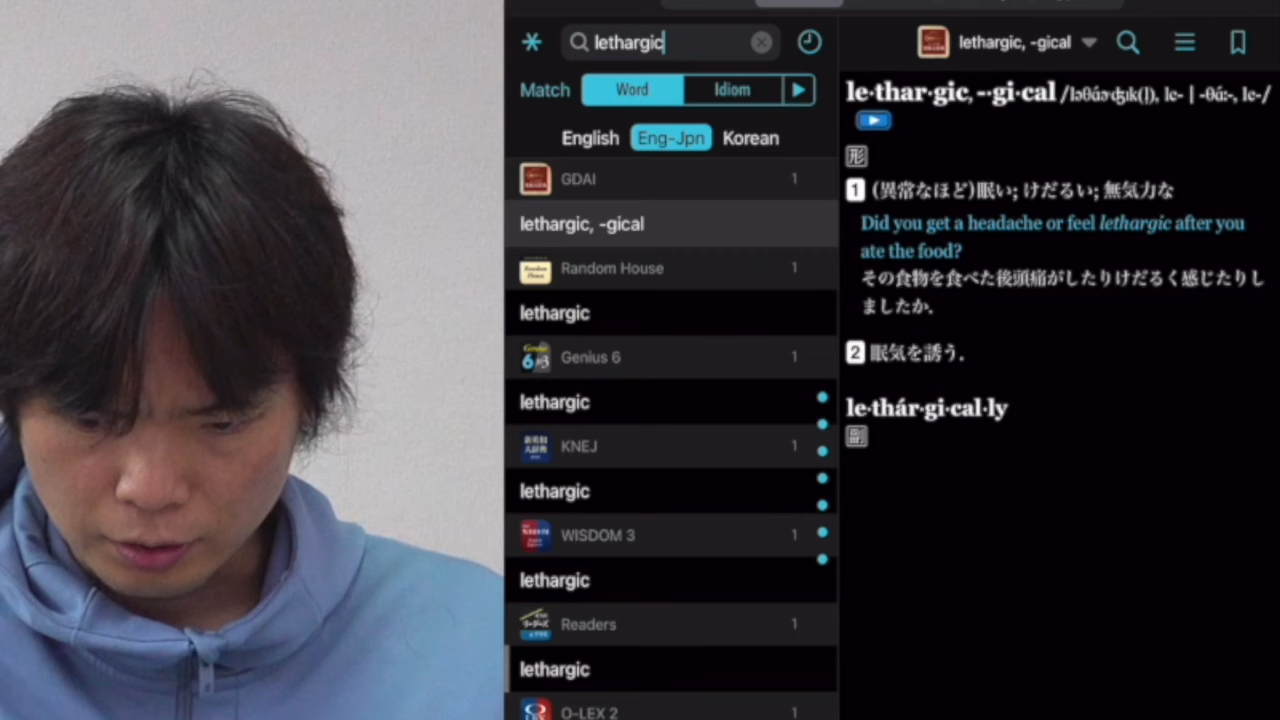 lethargic
lethargic, -gical
Match
Word
Idiom
English
Eng-Jpn
Korean
GDAI
1
lethargic, -gical
Random House
1
lethargic
Genius 6
1
lethargic
KNEJ
1
lethargic
WISDOM 3
1
lethargic
Readers
1
lethargic
O-LEX 2
1
le·thar·gic, -·gi·cal
形
1 (異常なほど)眠い; けだるい; 無気力な
Did you get a headache or feel lethargic after you
ate the food?
その食物を食べた後頭痛がしたりけだるく感じたりし
ましたか.
2 眠気を誘う.
le·thár·gi·cal·ly
副